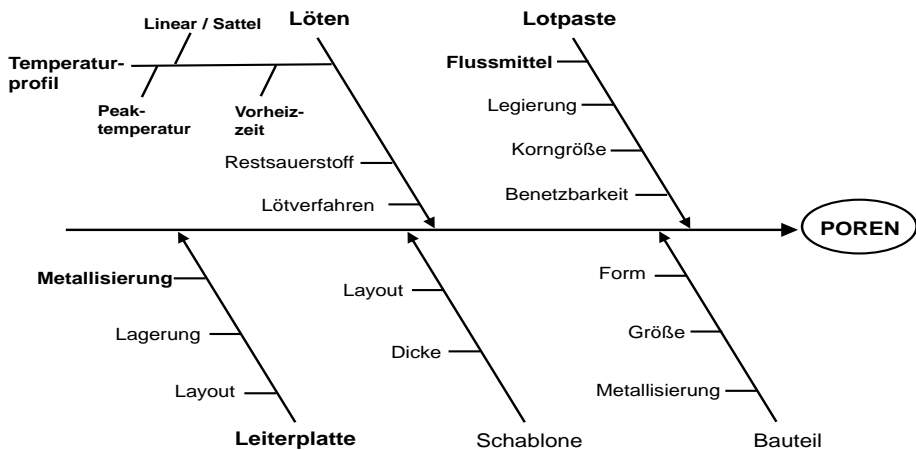 Löten
Lotpaste
Linear / Sattel
Temperatur-
profil
Peak-
temperatur
Vorheiz-
zeit
Restsauerstoff
Lötverfahren
Flussmittel
Legierung
Korngröße
Benetzbarkeit
POREN
Metallisierung
Lagerung
Layout
Leiterplatte
Layout
Dicke
Schablone
Form
Größe
Metallisierung
Bauteil